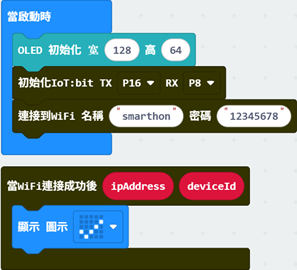 當啟動時
OLED 初始化 宽 128 高 64
初始化IoT:bit TX P16 RX P8
連接到WiFi 名稱 "smarthon" 密碼 "12345678"
當WiFi連接成功後 ipAddress deviceId
顯示 圖示